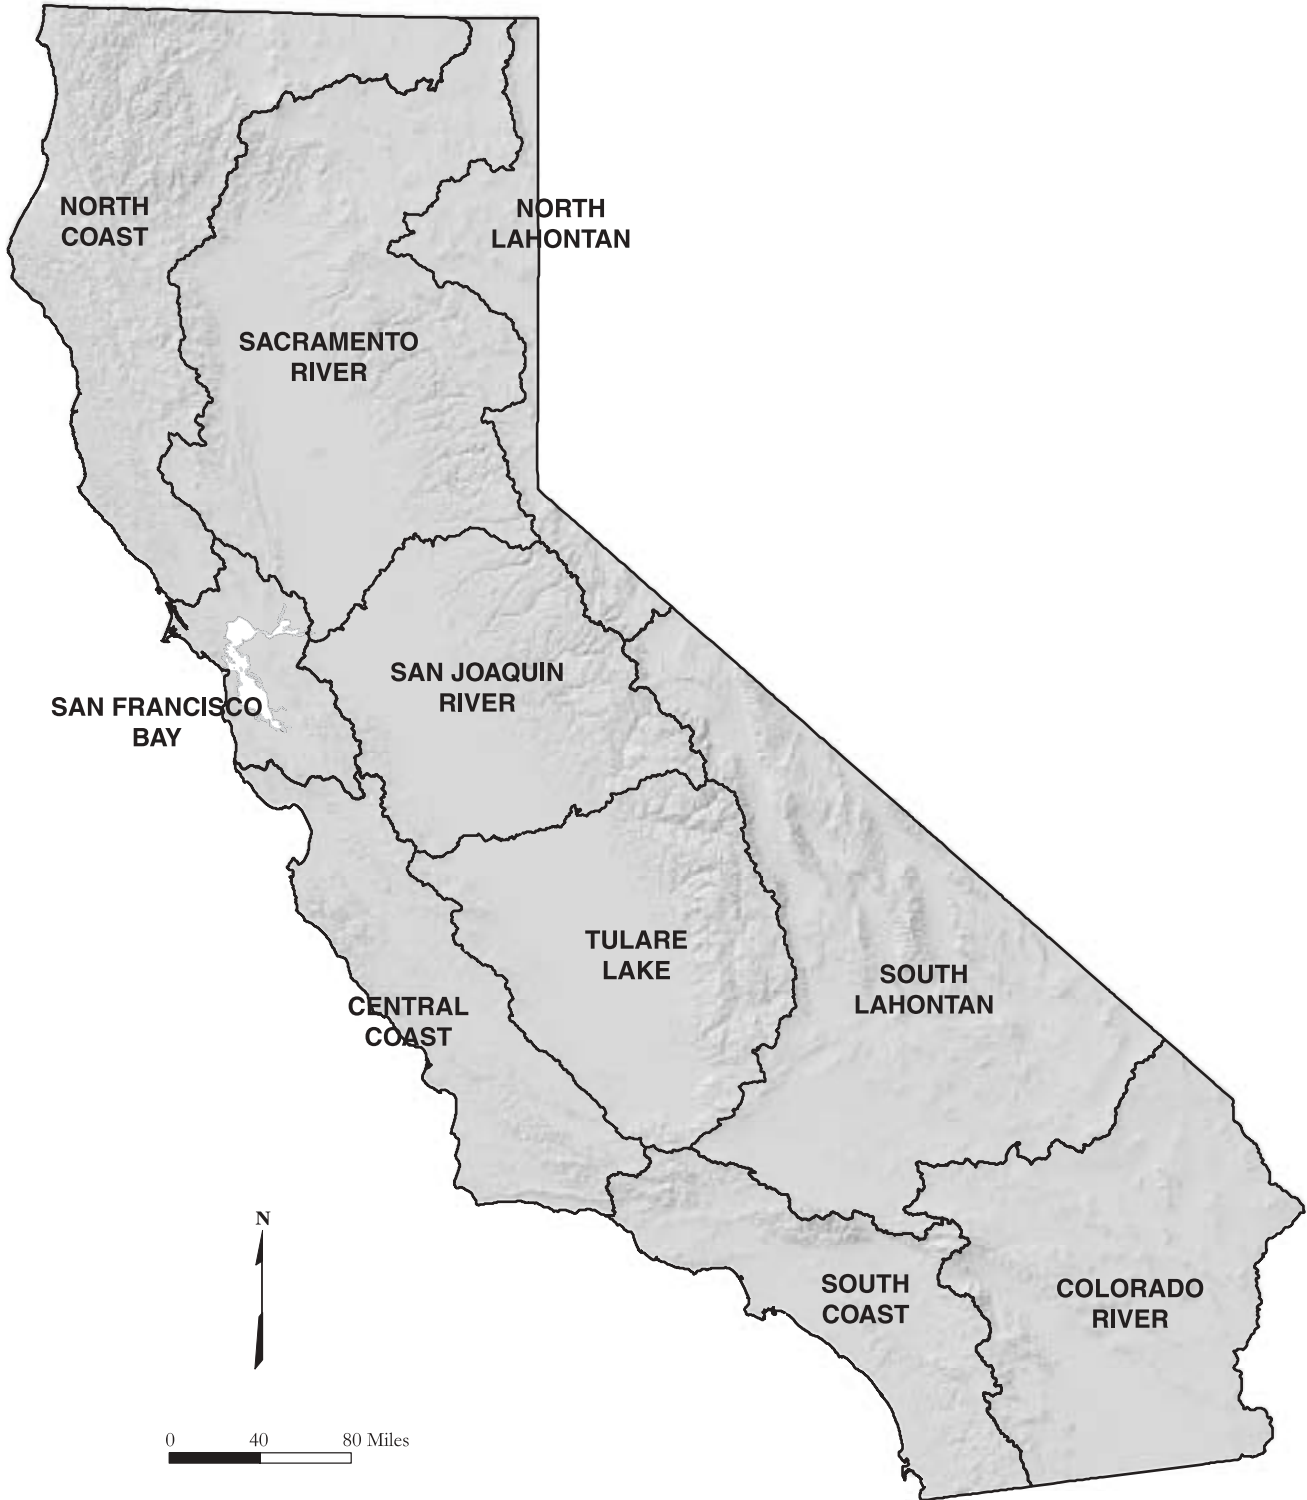 NORTH
COAST
NORTH
LAHONTAN
SACRAMENTO
RIVER
SAN JOAQUIN
RIVER
SAN FRANCISCO
BAY
TULARE
LAKE
SOUTH
LAHONTAN
CENTRAL
COAST
N
SOUTH
COAST
COLORADO
RIVER
0 40 80 Miles